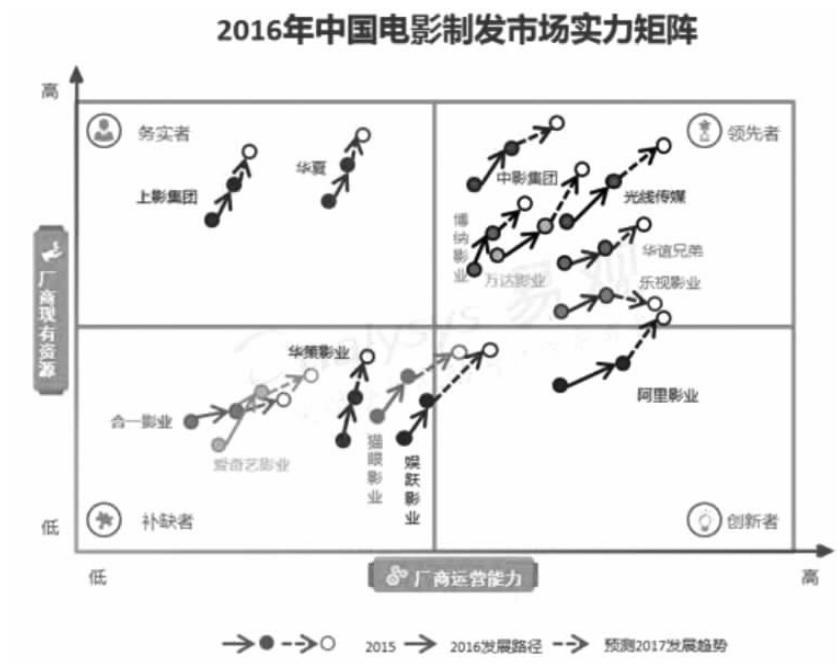 2016年中国电影制发市场实力矩阵
高
务实者
领先者
上影集团
华夏
中影集团
光线传媒
博纳影业
万达影业
华谊兄弟
乐视影业
易观
nalysys
厂商现有资源
华策影业
合一影业
爱奇艺影业
猫眼影业
娱跃影业
阿里影业
低
补缺者
创新者
低
厂商运营能力
高
2015
2016发展路径
预测2017发展趋势